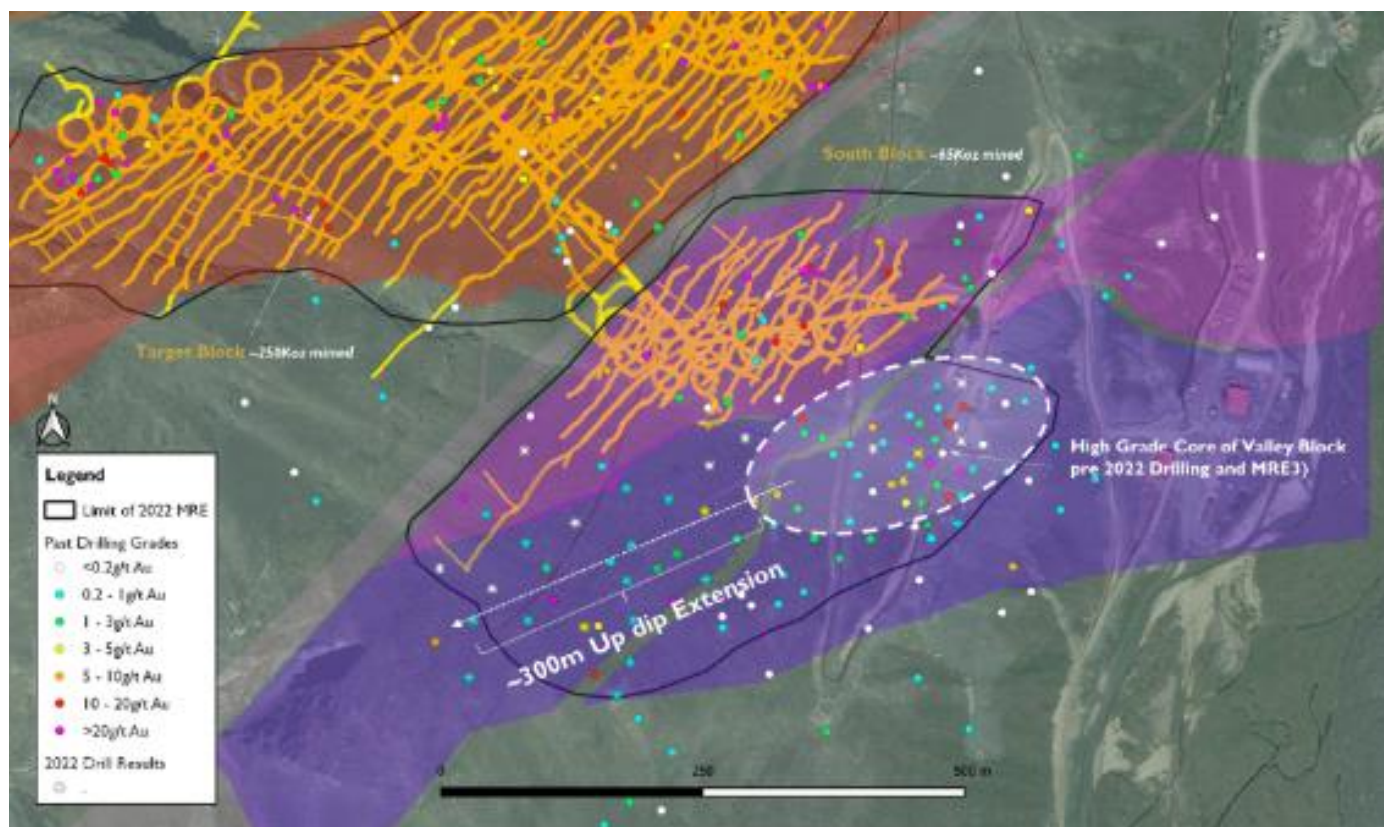 South Block ~65Koz mined
Target Block ~258Koz mined
N
High Grade Core of Valley Block
pre 2022 Drilling and MRE3)
~300m Up dip Extension
Legend
Limit of 2022 MRE
Past Drilling Grades
<0.2g/t Au
0.2 - 1g/t Au
1 - 3g/t Au
3 - 5g/t Au
5 - 10g/t Au
10 - 20g/t Au
>20g/t Au
2022 Drill Results
0 250 500 m